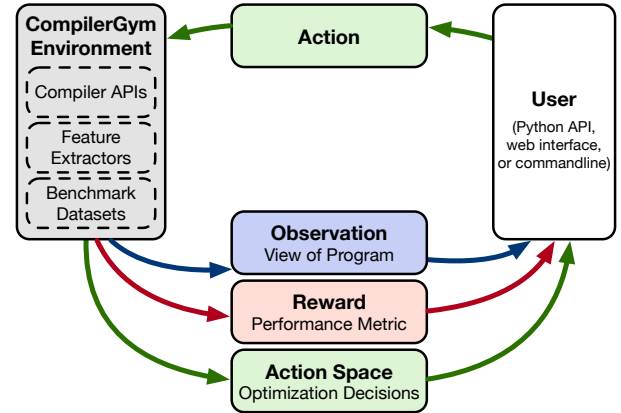 CompilerGym
Environment
Compiler APIs
Feature
Extractors
Benchmark
Datasets
Action
User
(Python API,
web interface,
or commandline)
Observation
View of Program
Reward
Performance Metric
Action Space
Optimization Decisions